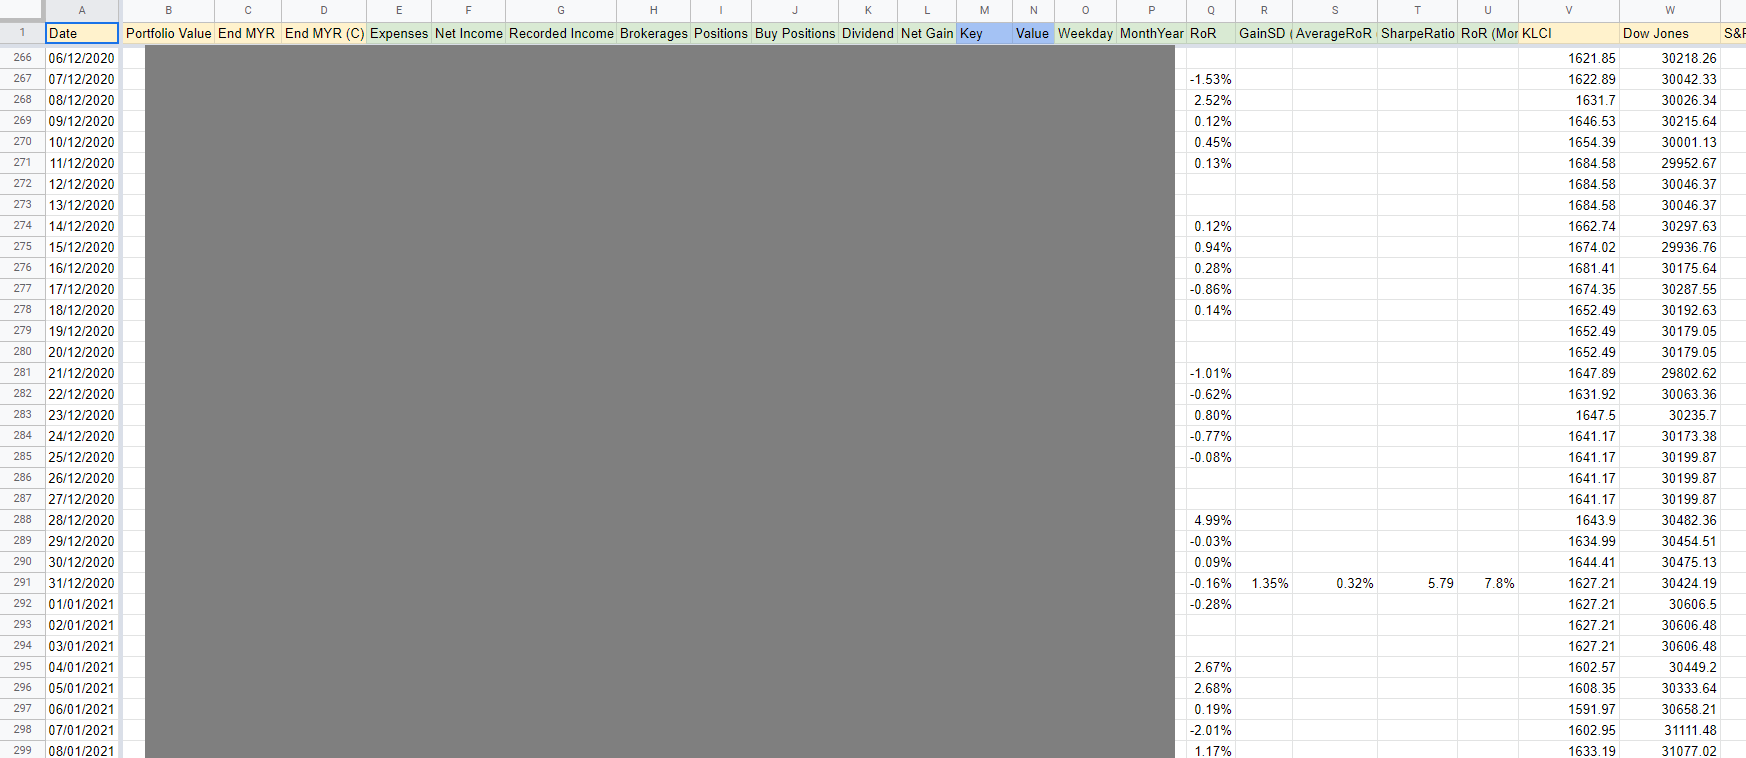 A B C D E F G H I J K L M N O P Q R S T U V W
1 Date Portfolio Value End MYR End MYR (C) Expenses Net Income Recorded Income Brokerages Positions Buy Positions Dividend Net Gain Key Value Weekday MonthYear RoR GainSD ( AverageRoR SharpeRatio RoR (Mor KLCI Dow Jones S&P
266 06/12/2020 1621.85 30218.26
267 07/12/2020 -1.53% 1622.89 30042.33
268 08/12/2020 2.52% 1631.7 30026.34
269 09/12/2020 0.12% 1646.53 30215.64
270 10/12/2020 0.45% 1654.39 30001.13
271 11/12/2020 0.13% 1684.58 29952.67
272 12/12/2020 1684.58 30046.37
273 13/12/2020 1684.58 30046.37
274 14/12/2020 0.12% 1662.74 30297.63
275 15/12/2020 0.94% 1674.02 29936.76
276 16/12/2020 0.28% 1681.41 30175.64
277 17/12/2020 -0.86% 1674.35 30287.55
278 18/12/2020 0.14% 1652.49 30192.63
279 19/12/2020 1652.49 30179.05
280 20/12/2020 1652.49 30179.05
281 21/12/2020 -1.01% 1647.89 29802.62
282 22/12/2020 -0.62% 1631.92 30063.36
283 23/12/2020 0.80% 1647.5 30235.7
284 24/12/2020 -0.77% 1641.17 30173.38
285 25/12/2020 -0.08% 1641.17 30199.87
286 26/12/2020 1641.17 30199.87
287 27/12/2020 1641.17 30199.87
288 28/12/2020 4.99% 1643.9 30482.36
289 29/12/2020 -0.03% 1634.99 30454.51
290 30/12/2020 0.09% 1644.41 30475.13
291 31/12/2020 -0.16% 1.35% 0.32% 5.79 7.8% 1627.21 30424.19
292 01/01/2021 -0.28% 1627.21 30606.5
293 02/01/2021 1627.21 30606.48
294 03/01/2021 1627.21 30606.48
295 04/01/2021 2.67% 1602.57 30449.2
296 05/01/2021 2.68% 1608.35 30333.64
297 06/01/2021 0.19% 1591.97 30658.21
298 07/01/2021 -2.01% 1602.95 31111.48
299 08/01/2021 1.17% 1633.19 31077.02